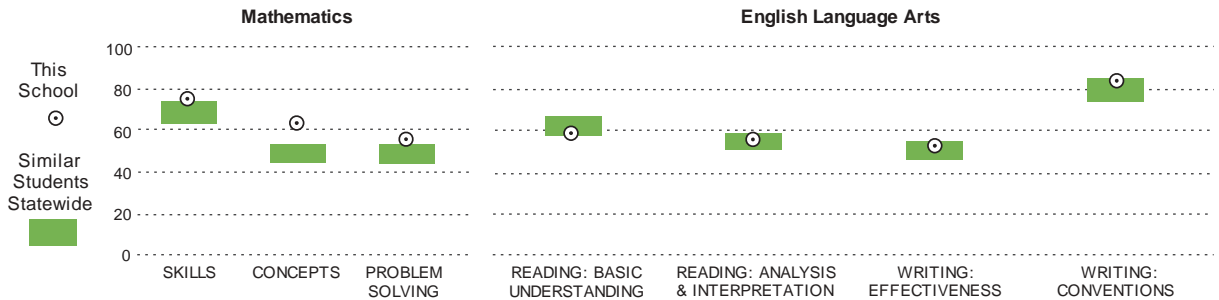 Mathematics
English Language Arts
This
School
Similar
Students
Statewide
100
80
60
40
20
0
SKILLS
CONCEPTS
PROBLEM
SOLVING
READING: BASIC
UNDERSTANDING
READING: ANALYSIS
& INTERPRETATION
WRITING:
EFFECTIVENESS
WRITING:
CONVENTIONS